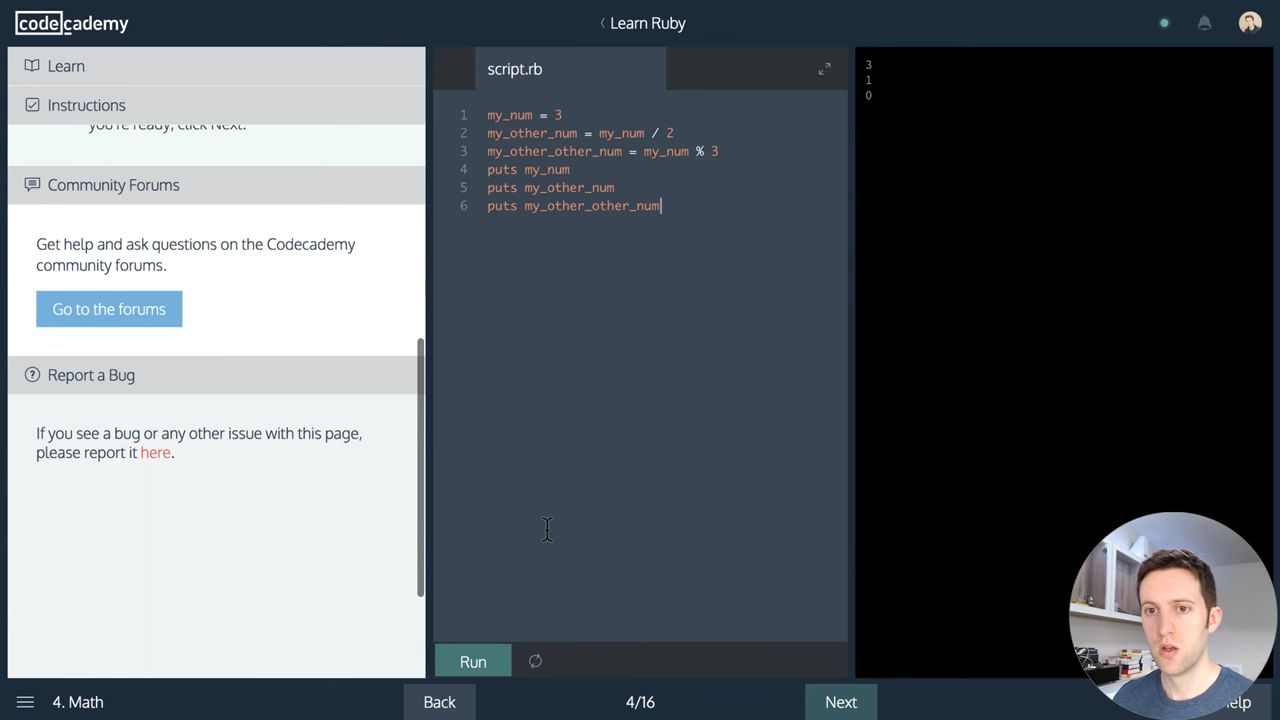 codecademy
Learn Ruby
Learn
Instructions
you're ready, click Next.
Community Forums
Get help and ask questions on the Codecademy
community forums.
Go to the forums
Report a Bug
If you see a bug or any other issue with this page,
please report it here.
script.rb
1 my_num = 3
2 my_other_num = my_num / 2
3 my_other_other_num = my_num % 3
4 puts my_num
5 puts my_other_num
6 puts my_other_other_num
Run
3
1
0
4. Math
Back
4/16
Next
elp